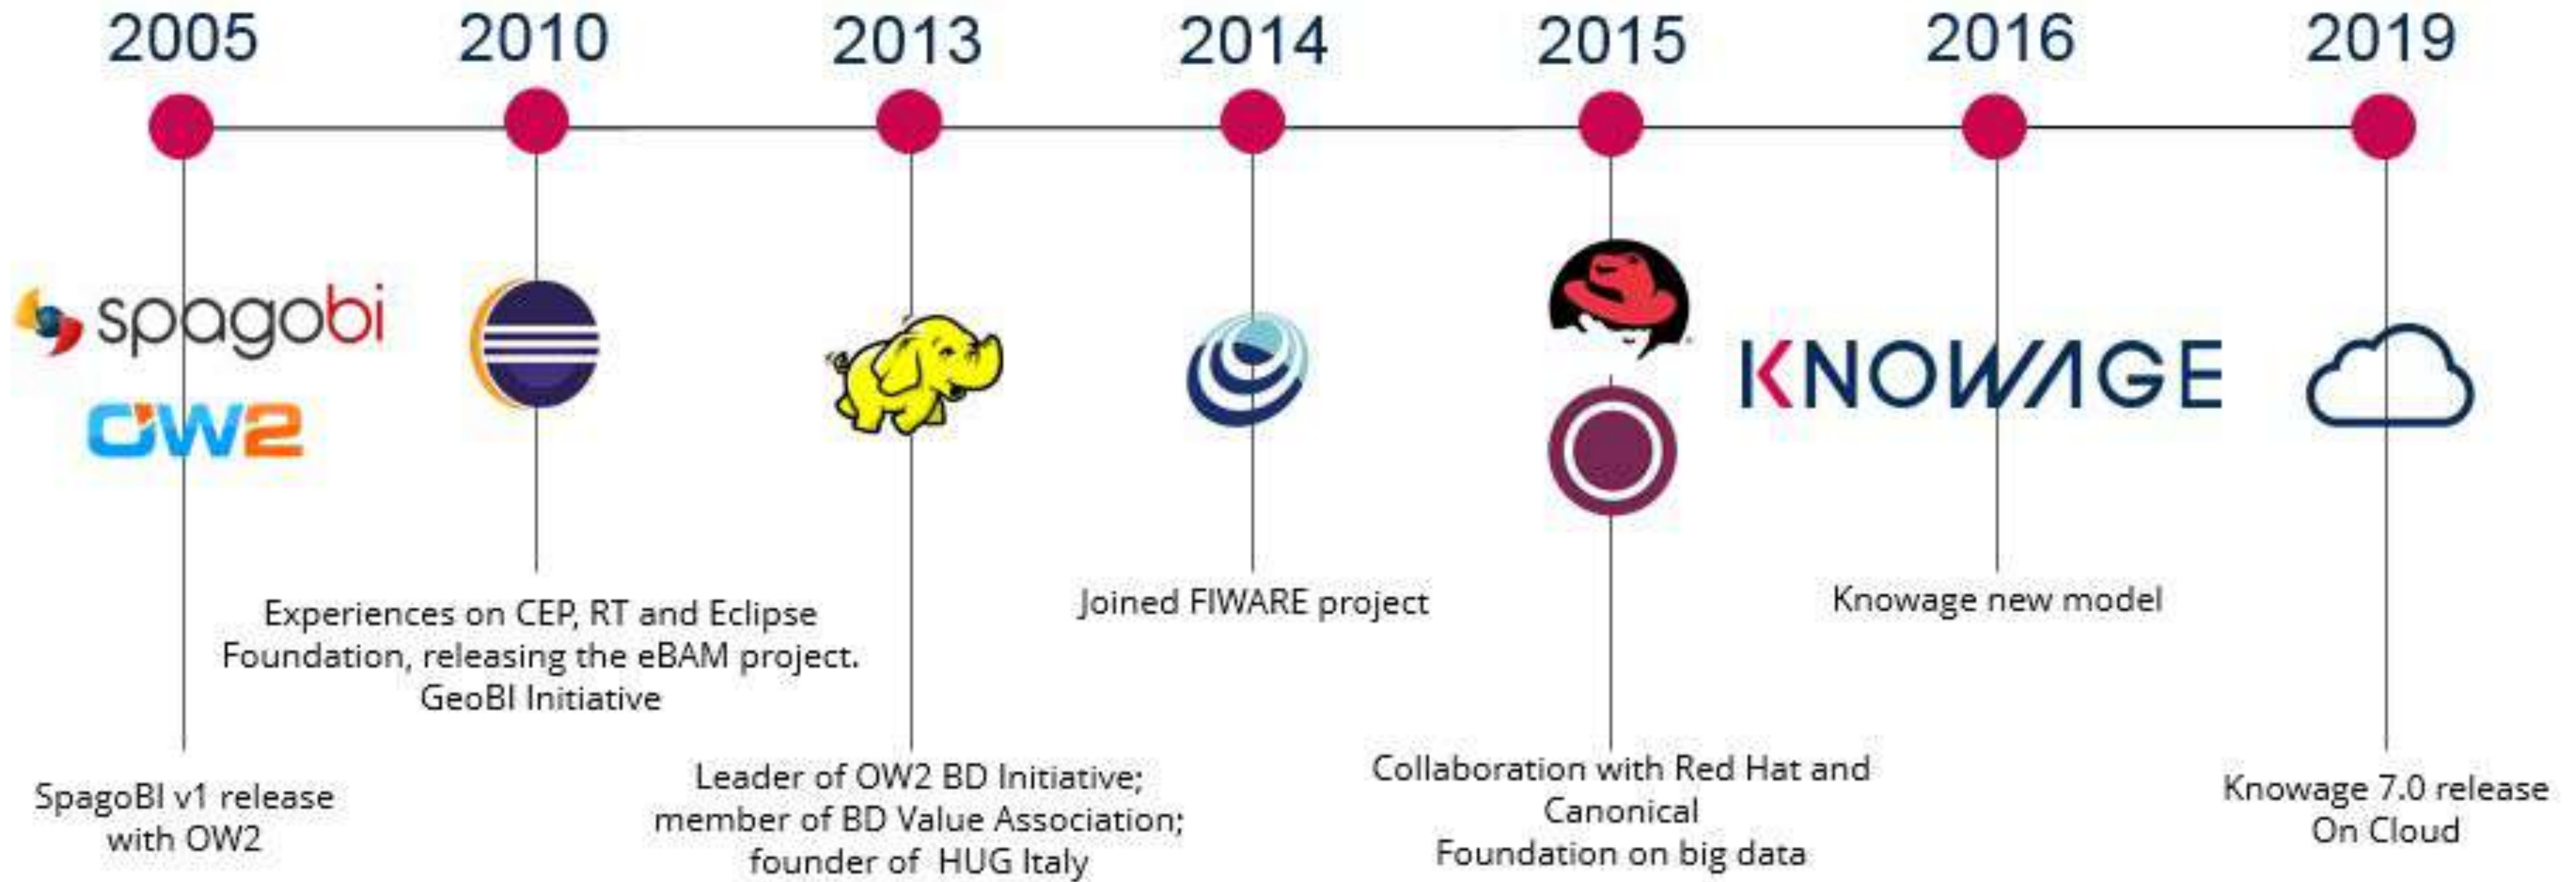 2005
2010
2013
2014
2015
2016
2019
spagobi
OW2
KNOWAGE
SpagoBI v1 release
with OW2
Experiences on CEP, RT and Eclipse
Foundation, releasing the eBAM project.
GeoBI Initiative
Leader of OW2 BD Initiative;
member of BD Value Association;
founder of HUG Italy
Joined FIWARE project
Collaboration with Red Hat and
Canonical
Foundation on big data
Knowage new model
Knowage 7.0 release
On Cloud